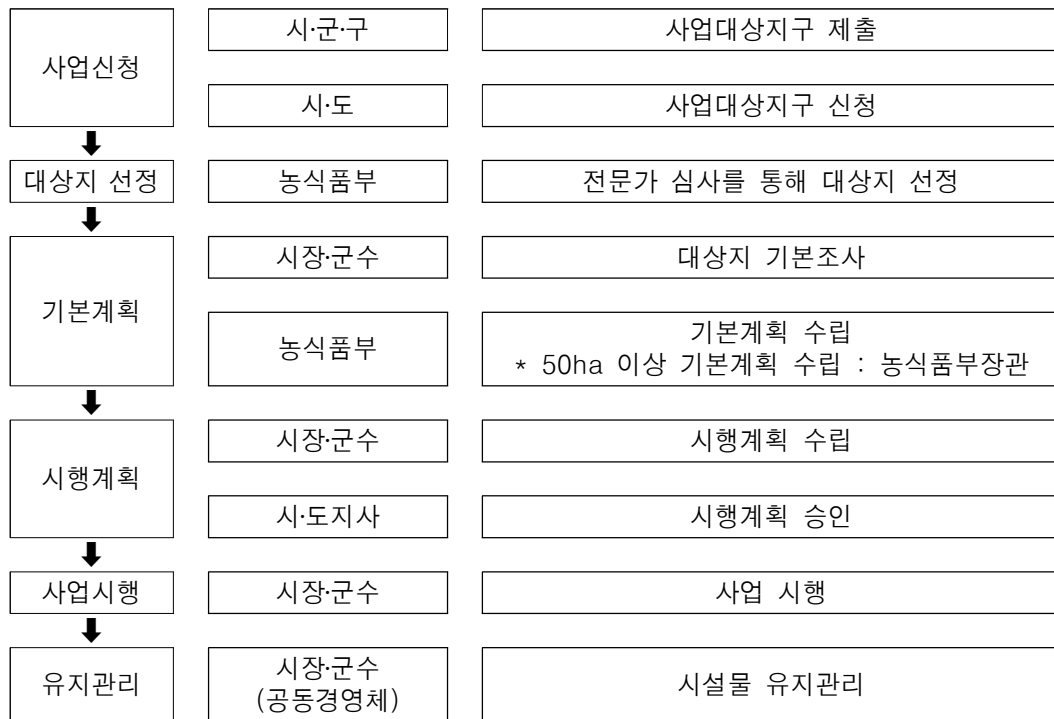 사업신청
시·군·구
사업대상지구 제출
시·도
사업대상지구 신청
대상지 선정
농식품부
전문가 심사를 통해 대상지 선정
기본계획
시장·군수
대상지 기본조사
농식품부
기본계획 수립
* 50ha 이상 기본계획 수립 : 농식품부장관
시행계획
시장·군수
시행계획 수립
시·도지사
시행계획 승인
사업시행
시장·군수
사업 시행
유지관리
시장·군수
(공동경영체)
시설물 유지관리